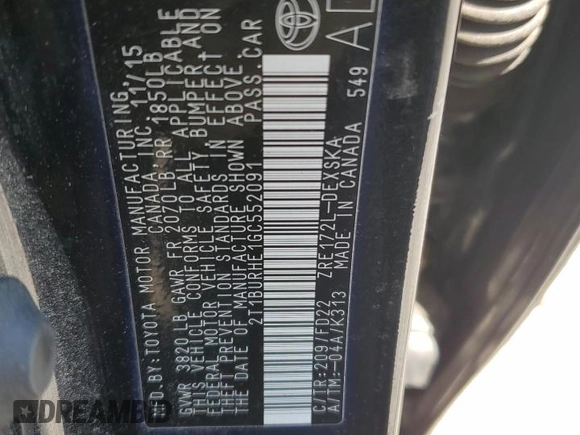 MFD. BY: TOYOTA MOTOR MANUFACTURING,
CANADA, INC. 11/15
GVWR 3820LB GAWR FR 2070LB RR 1850LB
THIS VEHICLE CONFORMS TO ALL APPLICABLE
FEDERAL MOTOR VEHICLE SAFETY, BUMPER AND
THEFT PREVENTION STANDARDS IN EFFECT ON
THE DATE OF MANUFACTURE SHOWN ABOVE.
2T1BURHE1GC552091 PASS. CAR
C/TR: 209/FD22 ZRE172L-DEXSKA
A/TM: -04A/K313 MADE IN CANADA 549
DREAMBID